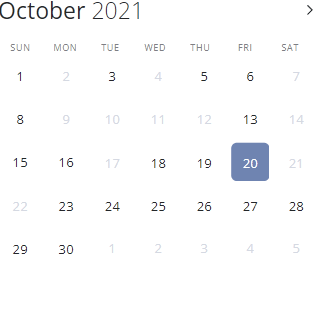 October 2021
SUN MON TUE WED THU FRI SAT
1 2 3 4 5 6 7
8 9 10 11 12 13 14
15 16 17 18 19 20 21
22 23 24 25 26 27 28
29 30 1 2 3 4 5